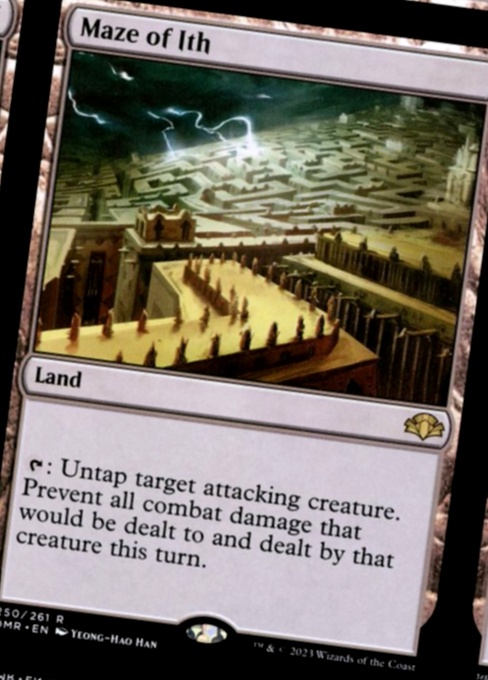 Maze of Ith
Land
: Untap target attacking creature.
Prevent all combat damage that
would be dealt to and dealt by that
creature this turn.
250/261 R
DMR • EN YEONG-HAO HAN
™ & © 2023 Wizards of the Coast